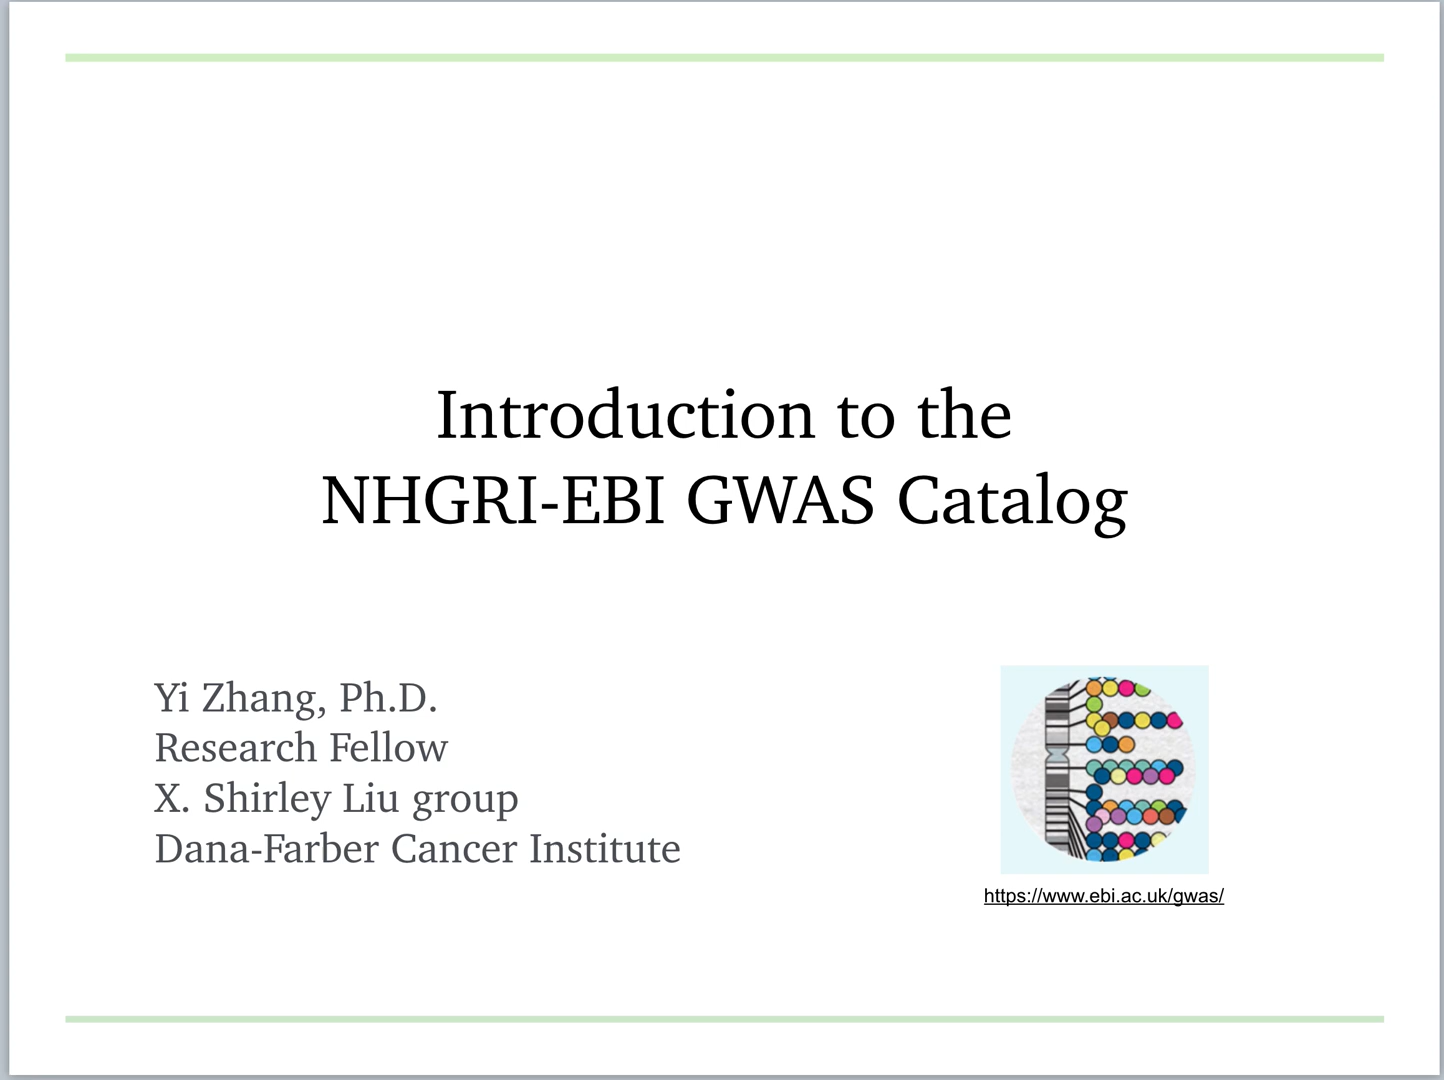 Introduction to the
NHGRI-EBI GWAS Catalog
Yi Zhang, Ph.D.
Research Fellow
X. Shirley Liu group
Dana-Farber Cancer Institute
https://www.ebi.ac.uk/gwas/